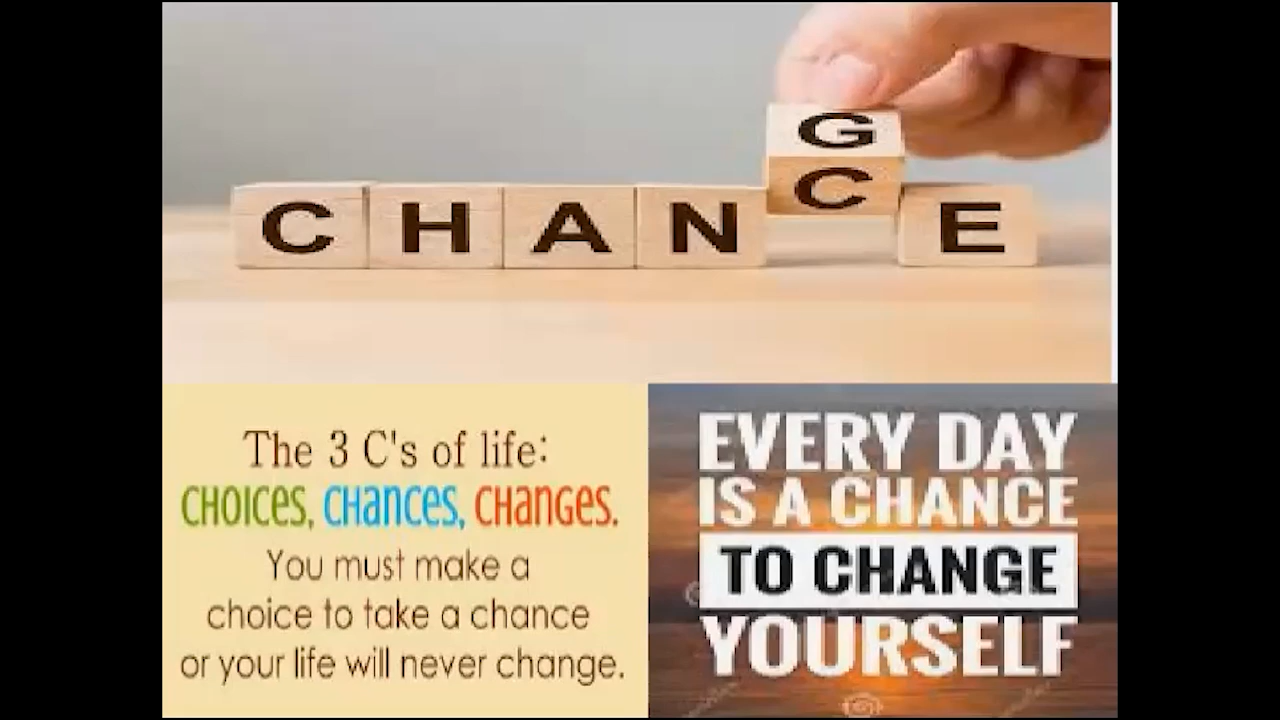 CHANGCE
The 3 C's of life:
CHOICES, CHANCES, CHANGES.
You must make a
choice to take a chance
or your life will never change.
EVERY DAY
IS A CHANCE
TO CHANGE
YOURSELF